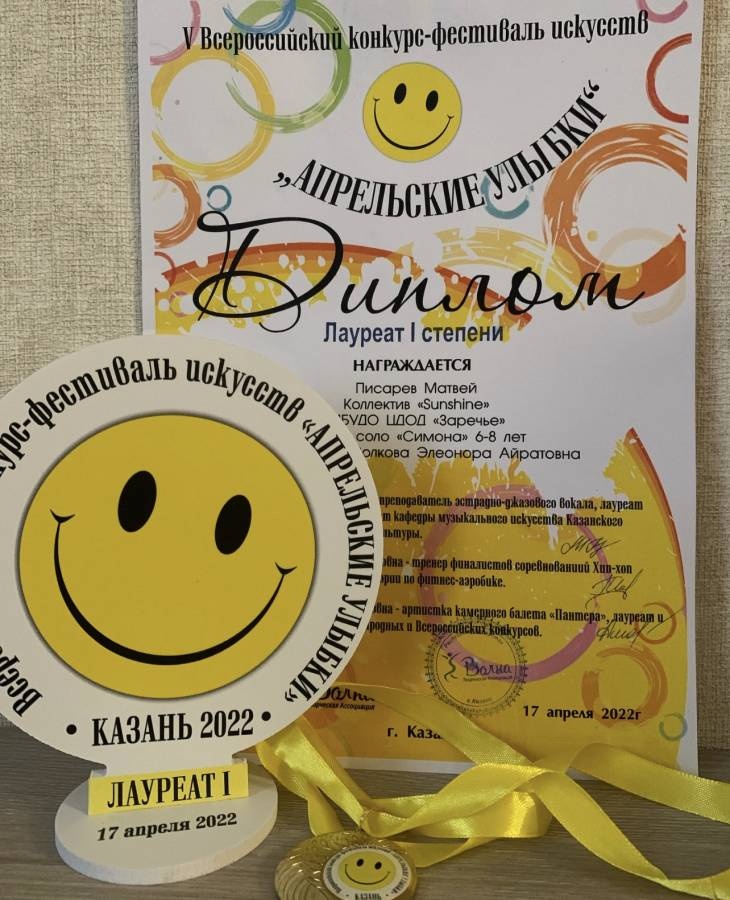 V Всероссийский конкурс-фестиваль искусств
„АПРЕЛЬСКИЕ УЛЫБКИ“
Диплом
Лауреат I степени
НАГРАЖДАЕТСЯ
Писарев Матвей
Коллектив «Sunshine»
БУДО ЦДОД «Заречье»
соло «Симона» 6-8 лет
Элеонора Айратовна
преподаватель эстрадно-джазового вокала, лауреат
кафедры музыкального искусства Казанского
- тренер финалистов соревнованиий Хип-хоп
по фитнес-аэробике.
- артистка камерного балета «Пантера», лауреат и
и Всероссийских конкурсов.
Волна
17 апреля 2022г
г.
фестиваль искусств «АПРЕЛЬСКИЕ УЛЫБКИ»
• КАЗАНЬ 2022 •
ЛАУРЕАТ I
17 апреля 2022
КАЗАНЬ